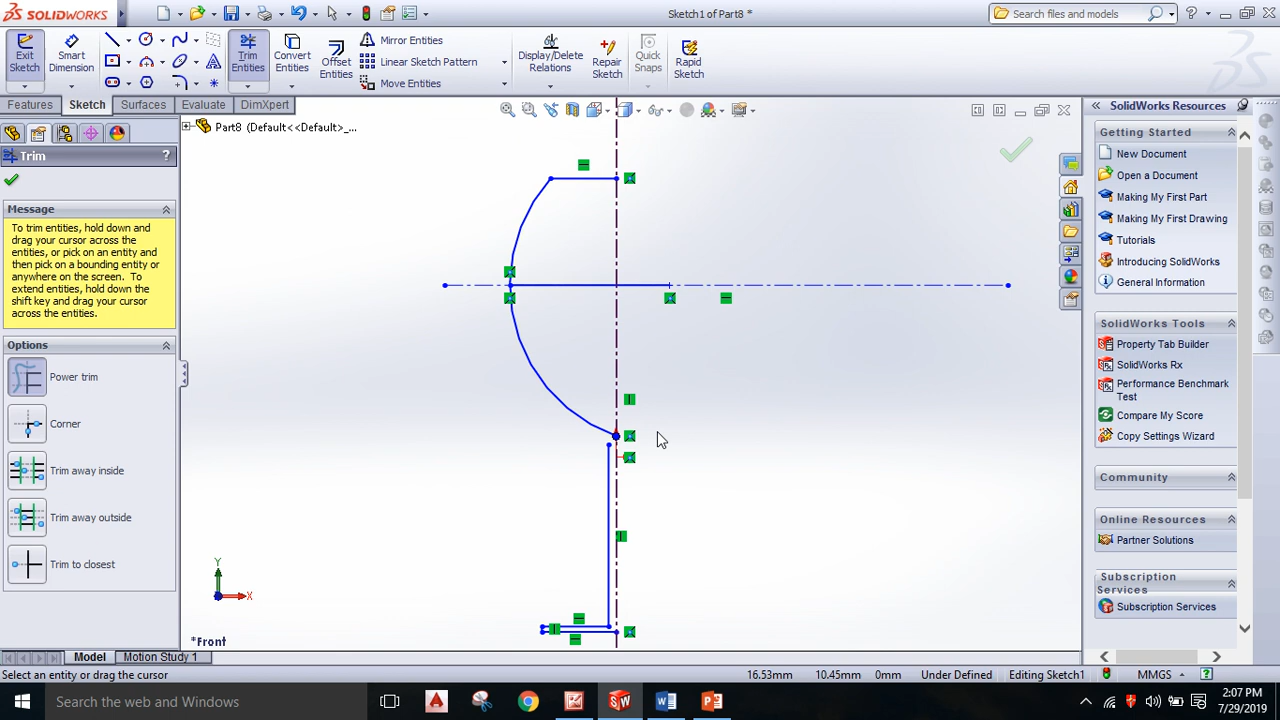 SOLIDWORKS
Sketch1 of Part8 *
Search files and models
Exit Sketch
Smart Dimension
Trim Entities
Convert Entities
Offset Entities
Mirror Entities
Linear Sketch Pattern
Move Entities
Display/Delete Relations
Repair Sketch
Quick Snaps
Rapid Sketch
Features
Sketch
Surfaces
Evaluate
DimXpert
Part8 (Default<<Default>_...
Trim
?
Message
To trim entities, hold down and
drag your cursor across the
entities, or pick on an entity and
then pick on a bounding entity or
anywhere on the screen. To
extend entities, hold down the
shift key and drag your cursor
across the entities.
Options
Power trim
Corner
Trim away inside
Trim away outside
Trim to closest
Y
X
*Front
SolidWorks Resources
Getting Started
New Document
Open a Document
Making My First Part
Making My First Drawing
Tutorials
Introducing SolidWorks
General Information
SolidWorks Tools
Property Tab Builder
SolidWorks Rx
Performance Benchmark
Test
Compare My Score
Copy Settings Wizard
Community
Online Resources
Partner Solutions
Subscription
Services
Subscription Services
Model
Motion Study 1
Select an entity or drag the cursor
16.53mm
10.45mm
0mm
Under Defined
Editing Sketch1
MMGS
Search the web and Windows
2:07 PM
7/29/2019